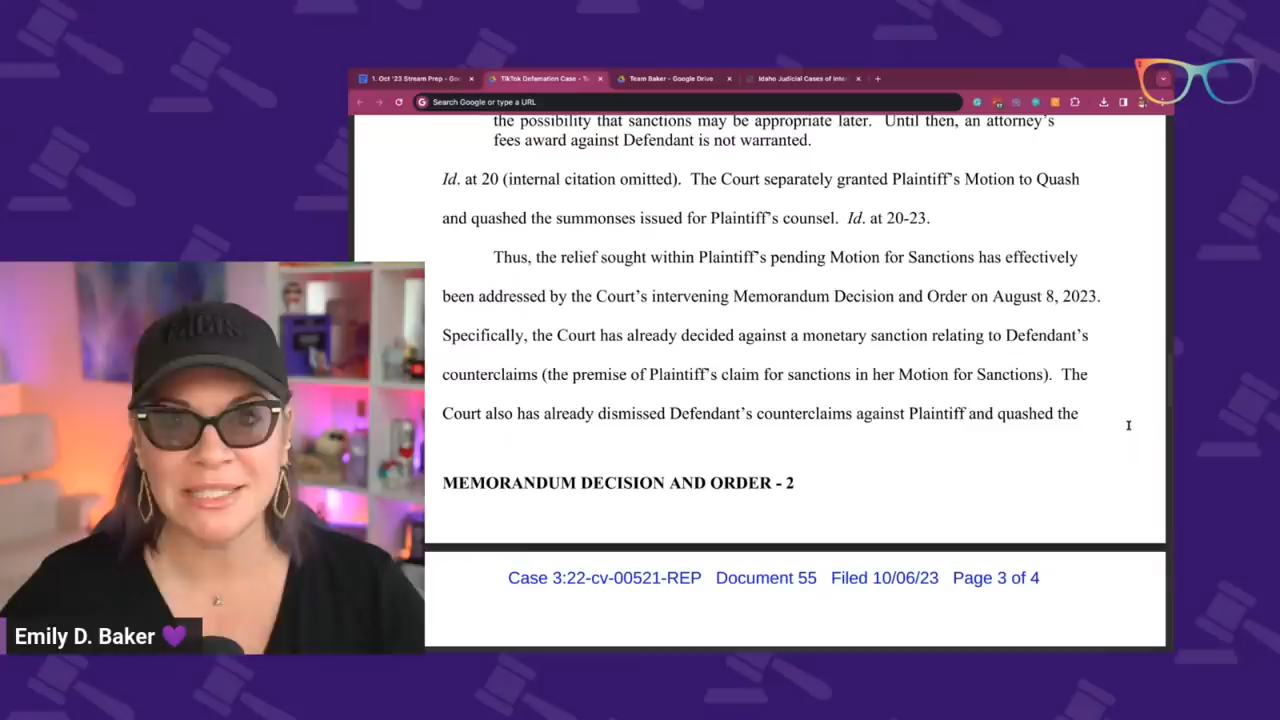 1. Oct '23 Stream Prep - Goo
TikTok Defamation Case - Tu
Team Baker - Google Drive
Idaho Judicial Cases of Inte
Search Google or type a URL
the possibility that sanctions may be appropriate later. Until then, an attorney's
fees award against Defendant is not warranted.
Id. at 20 (internal citation omitted). The Court separately granted Plaintiff's Motion to Quash
and quashed the summonses issued for Plaintiff's counsel. Id. at 20-23.
Thus, the relief sought within Plaintiff's pending Motion for Sanctions has effectively
been addressed by the Court's intervening Memorandum Decision and Order on August 8, 2023.
Specifically, the Court has already decided against a monetary sanction relating to Defendant's
counterclaims (the premise of Plaintiff's claim for sanctions in her Motion for Sanctions). The
Court also has already dismissed Defendant's counterclaims against Plaintiff and quashed the
MEMORANDUM DECISION AND ORDER - 2
Case 3:22-cv-00521-REP Document 55 Filed 10/06/23 Page 3 of 4
Emily D. Baker 💜